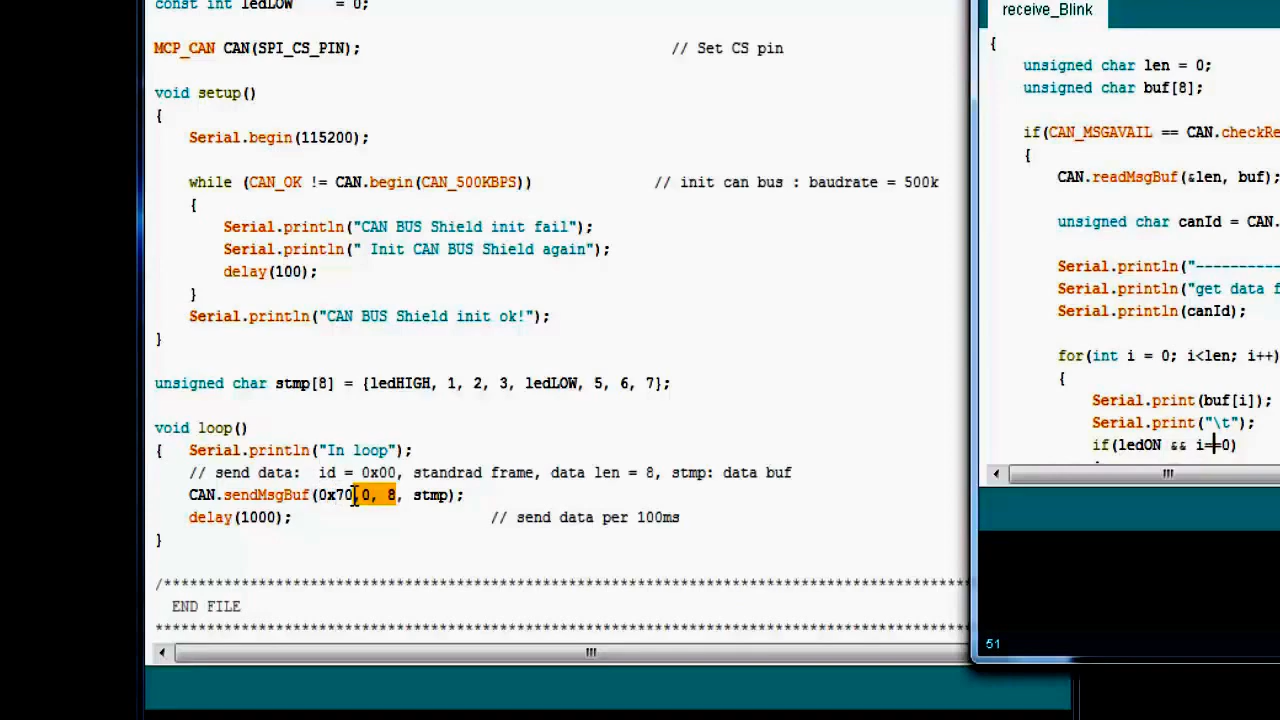 const int ledLOW = 0;
MCP_CAN CAN(SPI_CS_PIN); // Set CS pin
void setup()
{
Serial.begin(115200);
while (CAN_OK != CAN.begin(CAN_500KBPS)) // init can bus : baudrate = 500k
{
Serial.println("CAN BUS Shield init fail");
Serial.println(" Init CAN BUS Shield again");
delay(100);
}
Serial.println("CAN BUS Shield init ok!");
}
unsigned char stmp[8] = {ledHIGH, 1, 2, 3, ledLOW, 5, 6, 7};
void loop()
{ Serial.println("In loop");
// send data: id = 0x00, standrad frame, data len = 8, stmp: data buf
CAN.sendMsgBuf(0x70,0, 8, stmp);
delay(1000); // send data per 100ms
}
/***********************************************************************************************
END FILE
***********************************************************************************************
receive_Blink
{
unsigned char len = 0;
unsigned char buf[8];
if(CAN_MSGAVAIL == CAN.checkRe
{
CAN.readMsgBuf(&len, buf);
unsigned char canId = CAN.
Serial.println("-----------
Serial.println("get data f
Serial.println(canId);
for(int i = 0; i<len; i++)
{
Serial.print(buf[i]);
Serial.print("\t");
if(ledON && i==0)
51